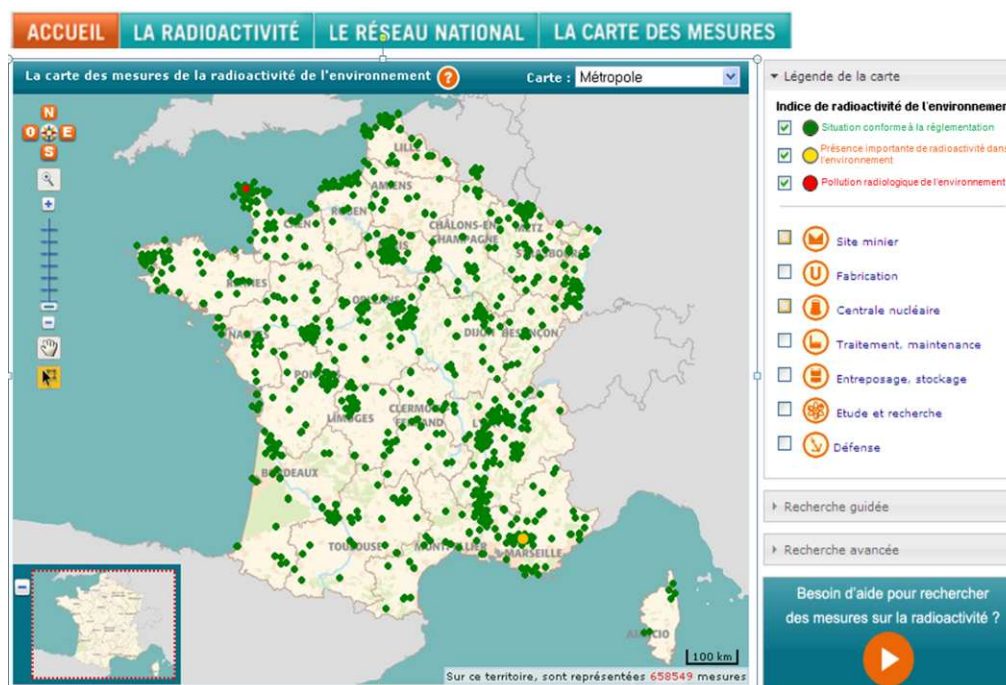 ACCUEIL LA RADIOACTIVITÉ LE RÉSEAU NATIONAL LA CARTE DES MESURES
La carte des mesures de la radioactivité de l'environnement ? Carte : Métropole
N
O E
S
LILLE
AMIENS
ROUEN
CAEN
CHÂLONS-EN-
CHAMPAGNE
METZ
PARIS
STRASBOURG
RENNES
ORLEANS
NANTES
DIJON
BESANÇON
POITIERS
LIMOGES
CLERMONT
FERRAND
BORDEAUX
TOULOUSE
MONTPELLIER
MARSEILLE
AJACCIO
100 km
Sur ce territoire, sont représentées 658549 mesures
Légende de la carte
Indice de radioactivité de l'environnemen
Situation conforme à la réglementation
Présence importante de radioactivité dans
l'environnement
Pollution radiologique de l'environnement
Site minier
U Fabrication
Centrale nucléaire
Traitement, maintenance
Entreposage, stockage
Etude et recherche
Défense
Recherche guidée
Recherche avancée
Besoin d'aide pour rechercher
des mesures sur la radioactivité ?